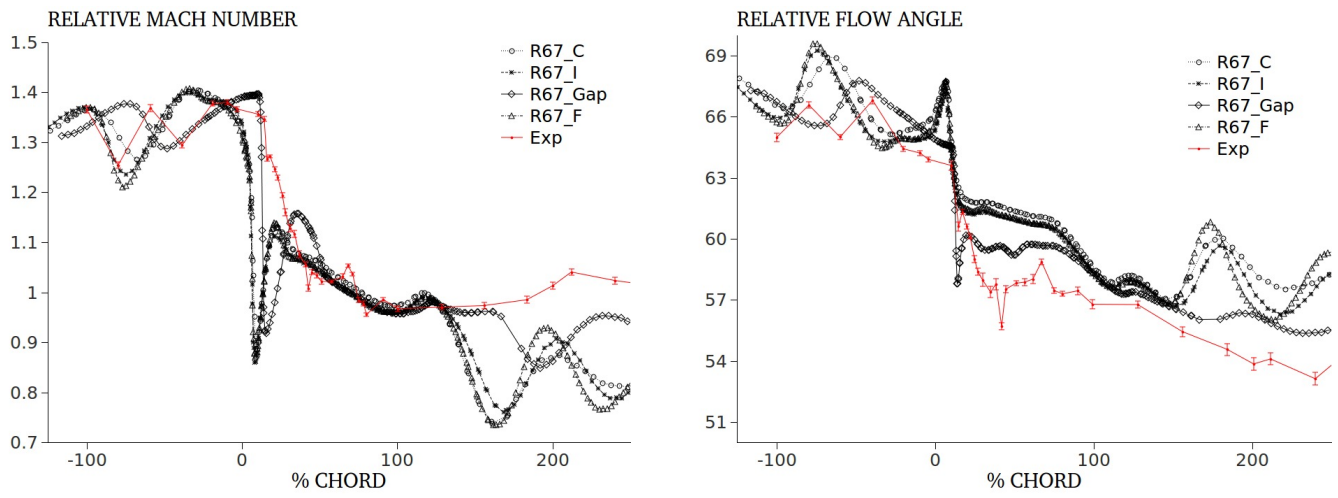 RELATIVE MACH NUMBER
1.5
1.4
1.3
1.2
1.1
1
0.9
0.8
0.7
-100
0
100
200
% CHORD
R67_C
R67_I
R67_Gap
R67_F
Exp
RELATIVE FLOW ANGLE
69
66
63
60
57
54
51
-100
0
100
200
% CHORD
R67_C
R67_I
R67_Gap
R67_F
Exp